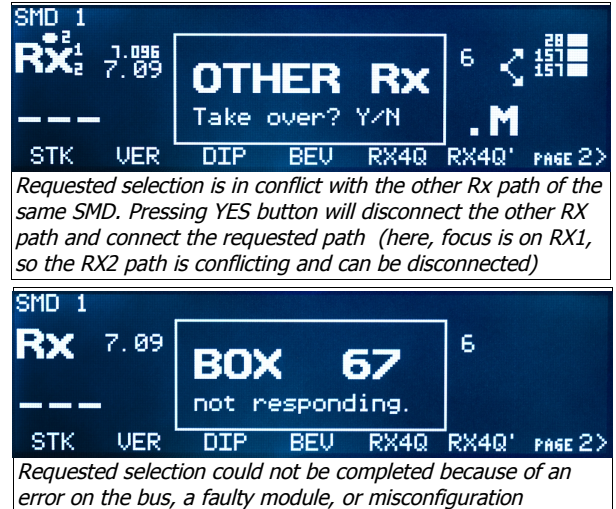 SMD 1
Rx 1 2 2 7.096 7.09 OTHER Rx 6 28 157 157
Take over? Y/N
--- .M
STK VER DIP BEV RX4Q RX4Q' PAGE 2>
Requested selection is in conflict with the other Rx path of the
same SMD. Pressing YES button will disconnect the other RX
path and connect the requested path (here, focus is on RX1,
so the RX2 path is conflicting and can be disconnected)
SMD 1
Rx 7.09 BOX 67 6
not responding.
---
STK VER DIP BEV RX4Q RX4Q' PAGE 2>
Requested selection could not be completed because of an
error on the bus, a faulty module, or misconfiguration